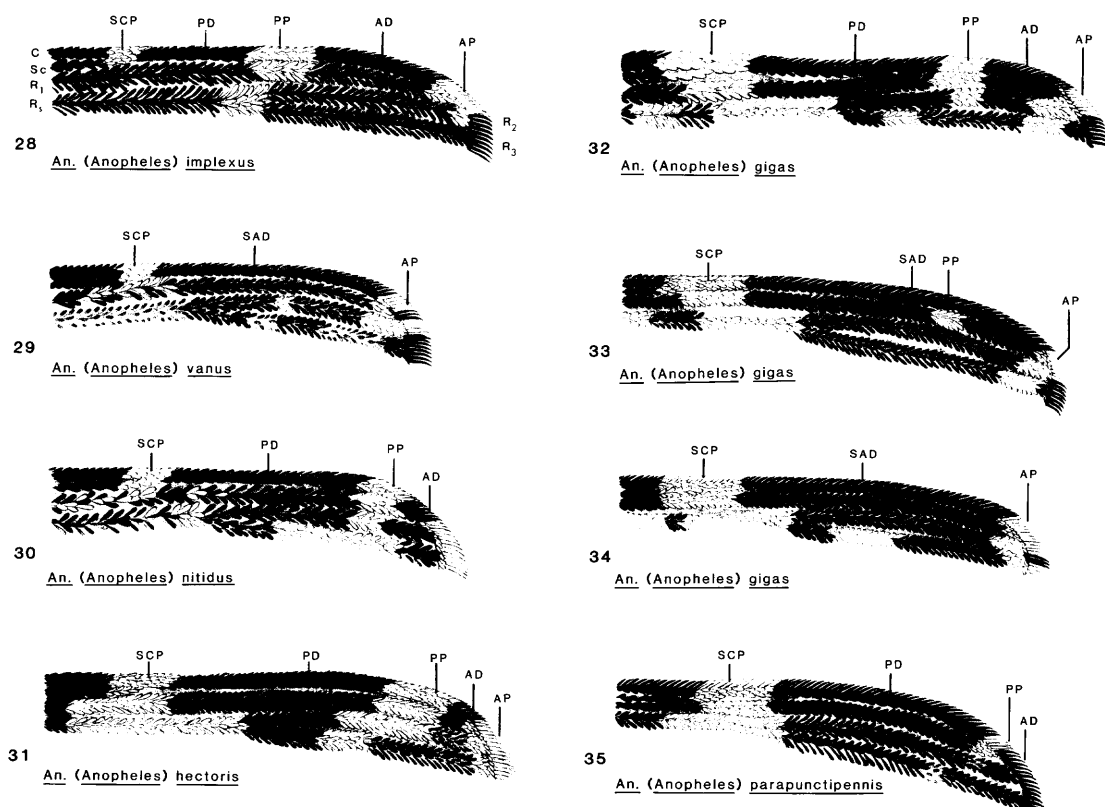 SCP PD PP AD AP
C
Sc
R1
Rs
R2
R3
28
An. (Anopheles) implexus
SCP SAD AP
29
An. (Anopheles) vanus
SCP PD PP AD
30
An. (Anopheles) nitidus
SCP PD PP AD AP
31
An. (Anopheles) hectoris
SCP PD PP AD AP
32
An. (Anopheles) gigas
SCP SAD PP AP
33
An. (Anopheles) gigas
SCP SAD AP
34
An. (Anopheles) gigas
SCP PD PP AD
35
An. (Anopheles) parapunctipennis